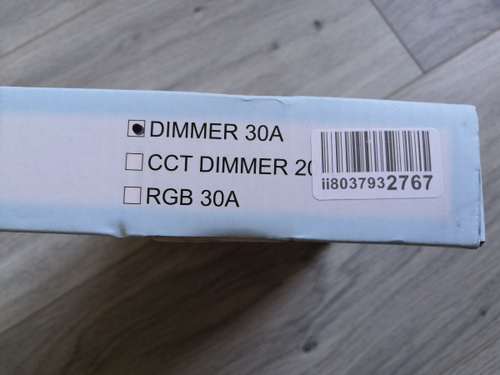 DIMMER 30A
CCT DIMMER 20
RGB 30A
ii8037932767